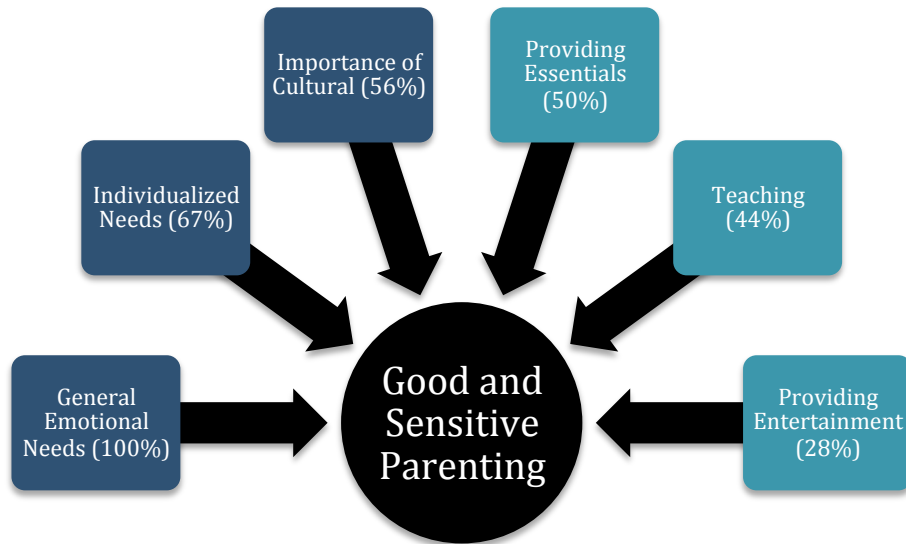 General
Emotional
Needs (100%)
Individualized
Needs (67%)
Importance of
Cultural (56%)
Providing
Essentials
(50%)
Teaching
(44%)
Providing
Entertainment
(28%)
Good and
Sensitive
Parenting